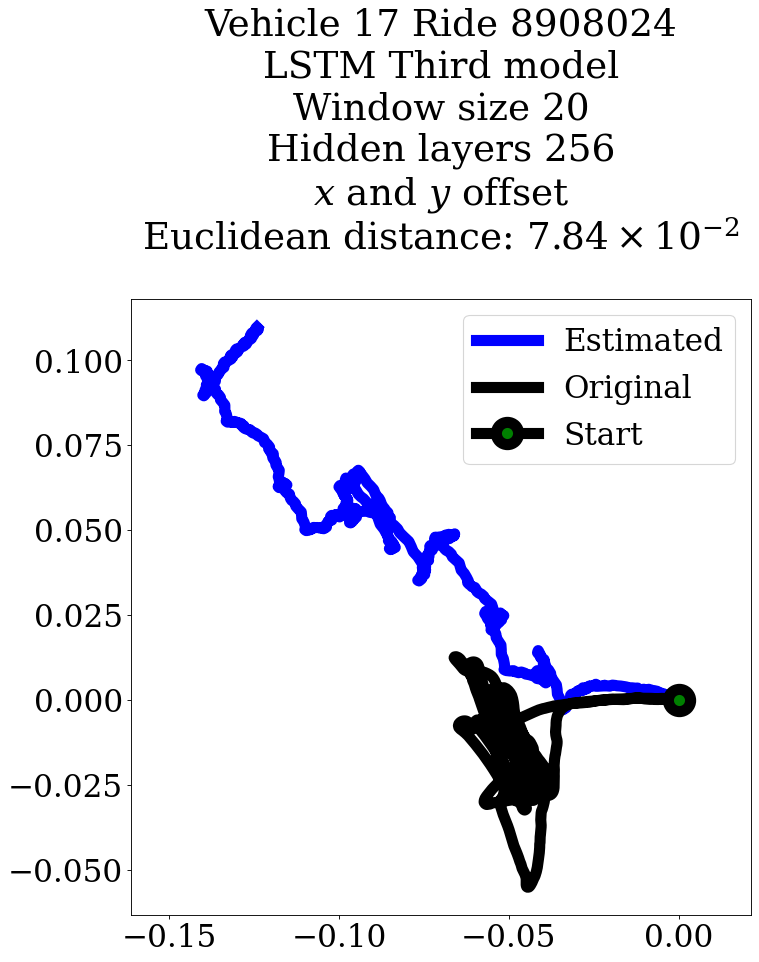 Vehicle 17 Ride 8908024
LSTM Third model
Window size 20
Hidden layers 256
x and y offset
Euclidean distance: 7.84 × 10⁻²
Estimated
Original
Start
0.100
0.075
0.050
0.025
0.000
−0.025
−0.050
−0.15 −0.10 −0.05 0.00